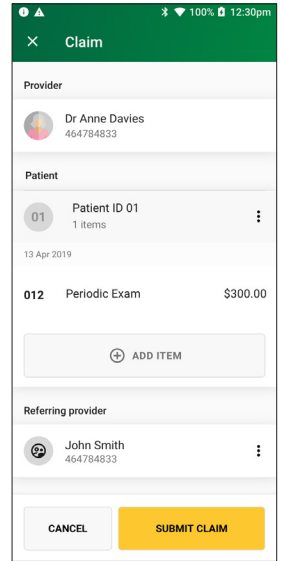 100% 12:30pm
Claim
Provider
Dr Anne Davies
464784833
Patient
01 Patient ID 01
1 items
13 Apr 2019
012 Periodic Exam $300.00
ADD ITEM
Referring provider
John Smith
464784833
CANCEL SUBMIT CLAIM